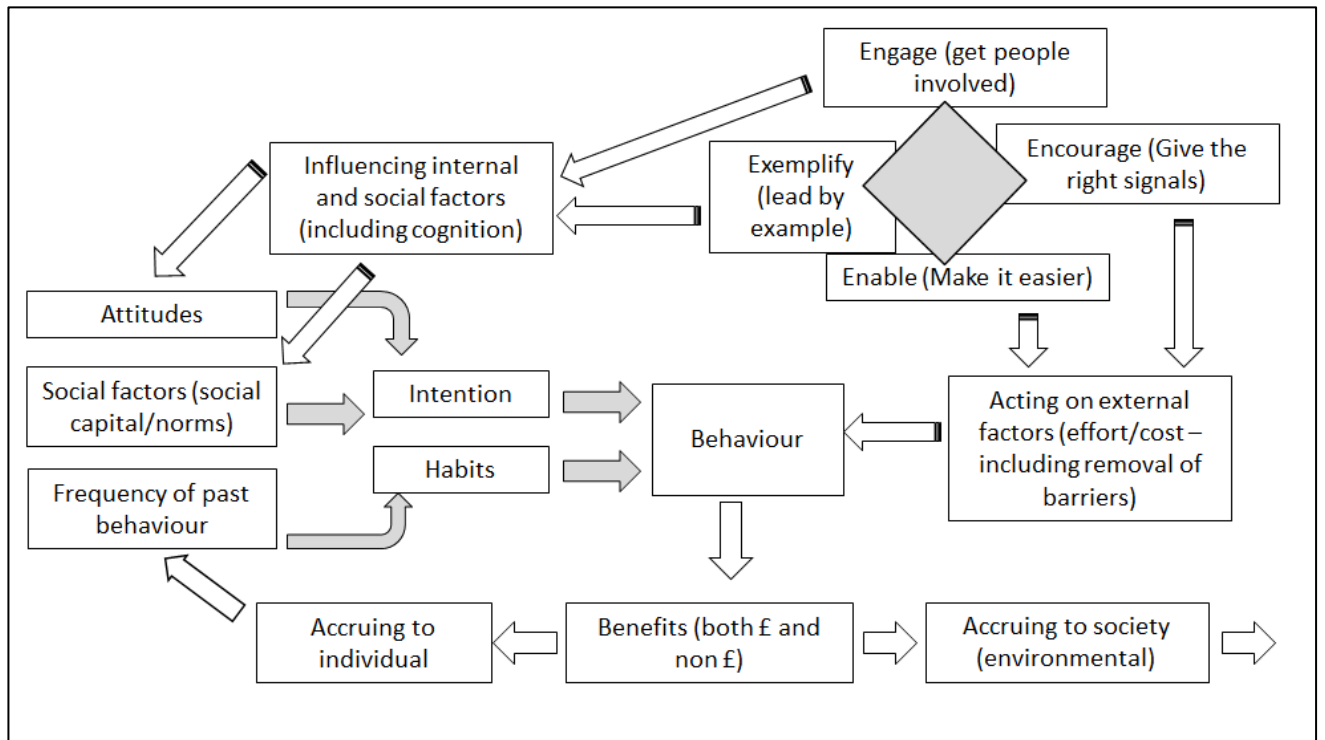 Engage (get people
involved)
Influencing internal
and social factors
(including cognition)
Exemplify
(lead by
example)
Encourage (Give the
right signals)
Enable (Make it easier)
Attitudes
Social factors (social
capital/norms)
Intention
Behaviour
Acting on external
factors (effort/cost –
including removal of
barriers)
Habits
Frequency of past
behaviour
Accruing to
individual
Benefits (both £ and
non £)
Accruing to society
(environmental)